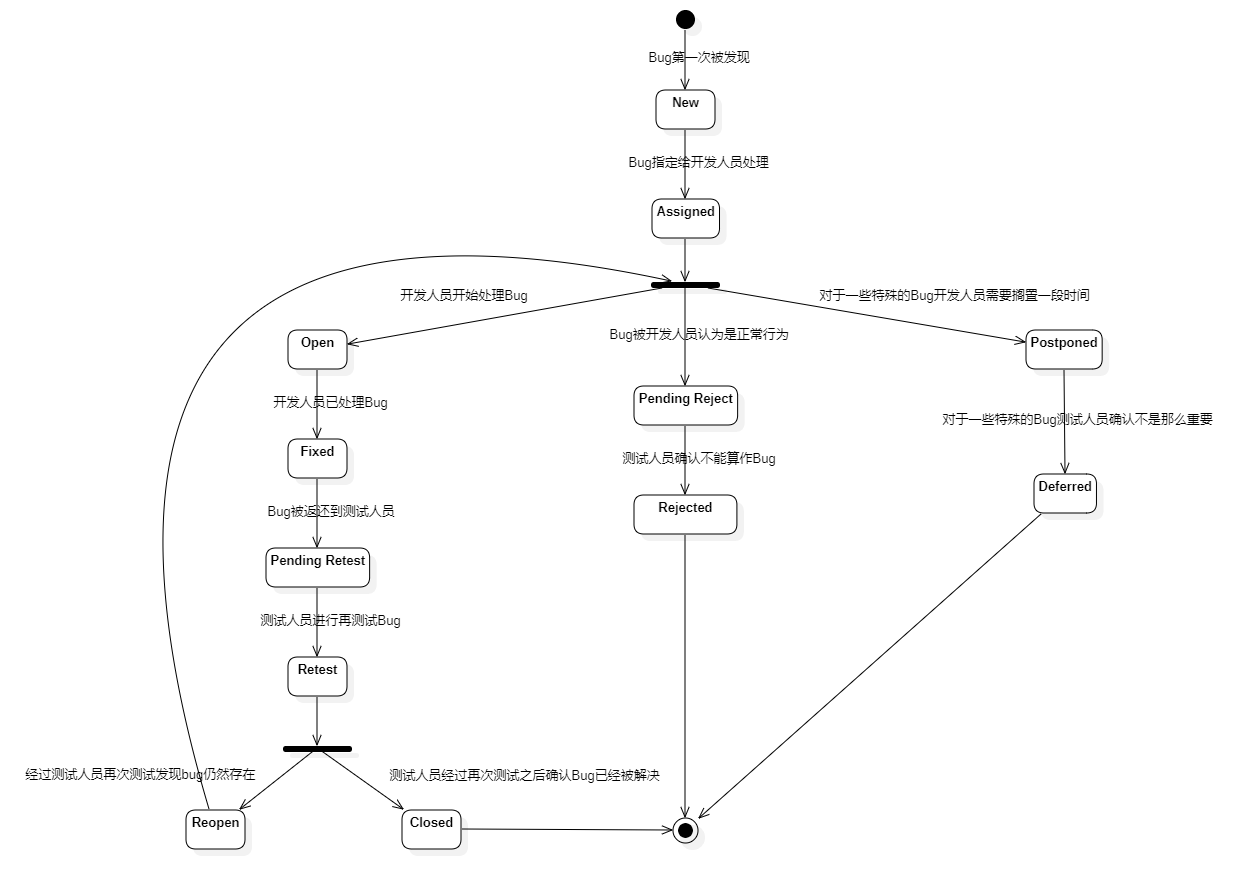 Bug第一次被发现
New
Bug指定给开发人员处理
Assigned
开发人员开始处理Bug
对于一些特殊的Bug开发人员需要搁置一段时间
Bug被开发人员认为是正常行为
Open
Postponed
Pending Reject
开发人员已处理Bug
对于一些特殊的Bug测试人员确认不是那么重要
Fixed
测试人员确认不能算作Bug
Deferred
Rejected
Bug被返还到测试人员
Pending Retest
测试人员进行再测试Bug
Retest
经过测试人员再次测试发现bug仍然存在
测试人员经过再次测试之后确认Bug已经被解决
Reopen
Closed